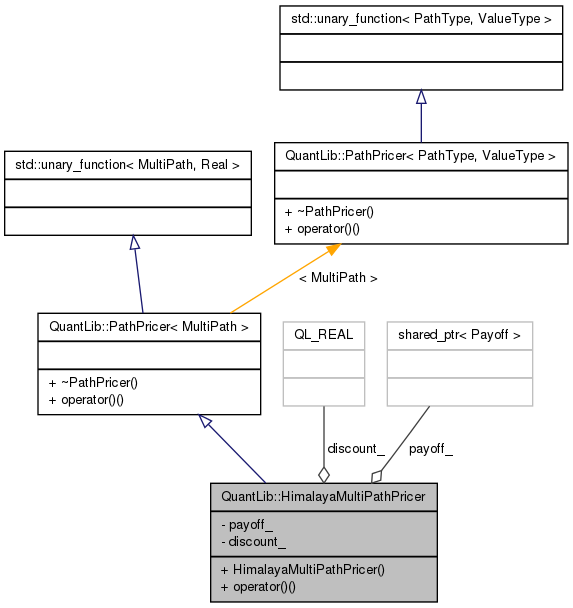 std::unary_function< PathType, ValueType >
std::unary_function< MultiPath, Real >
QuantLib::PathPricer< PathType, ValueType >
+ ~PathPricer()
+ operator()()
< MultiPath >
QuantLib::PathPricer< MultiPath >
+ ~PathPricer()
+ operator()()
QL_REAL
shared_ptr< Payoff >
discount_
payoff_
QuantLib::HimalayaMultiPathPricer
- payoff_
- discount_
+ HimalayaMultiPathPricer()
+ operator()()